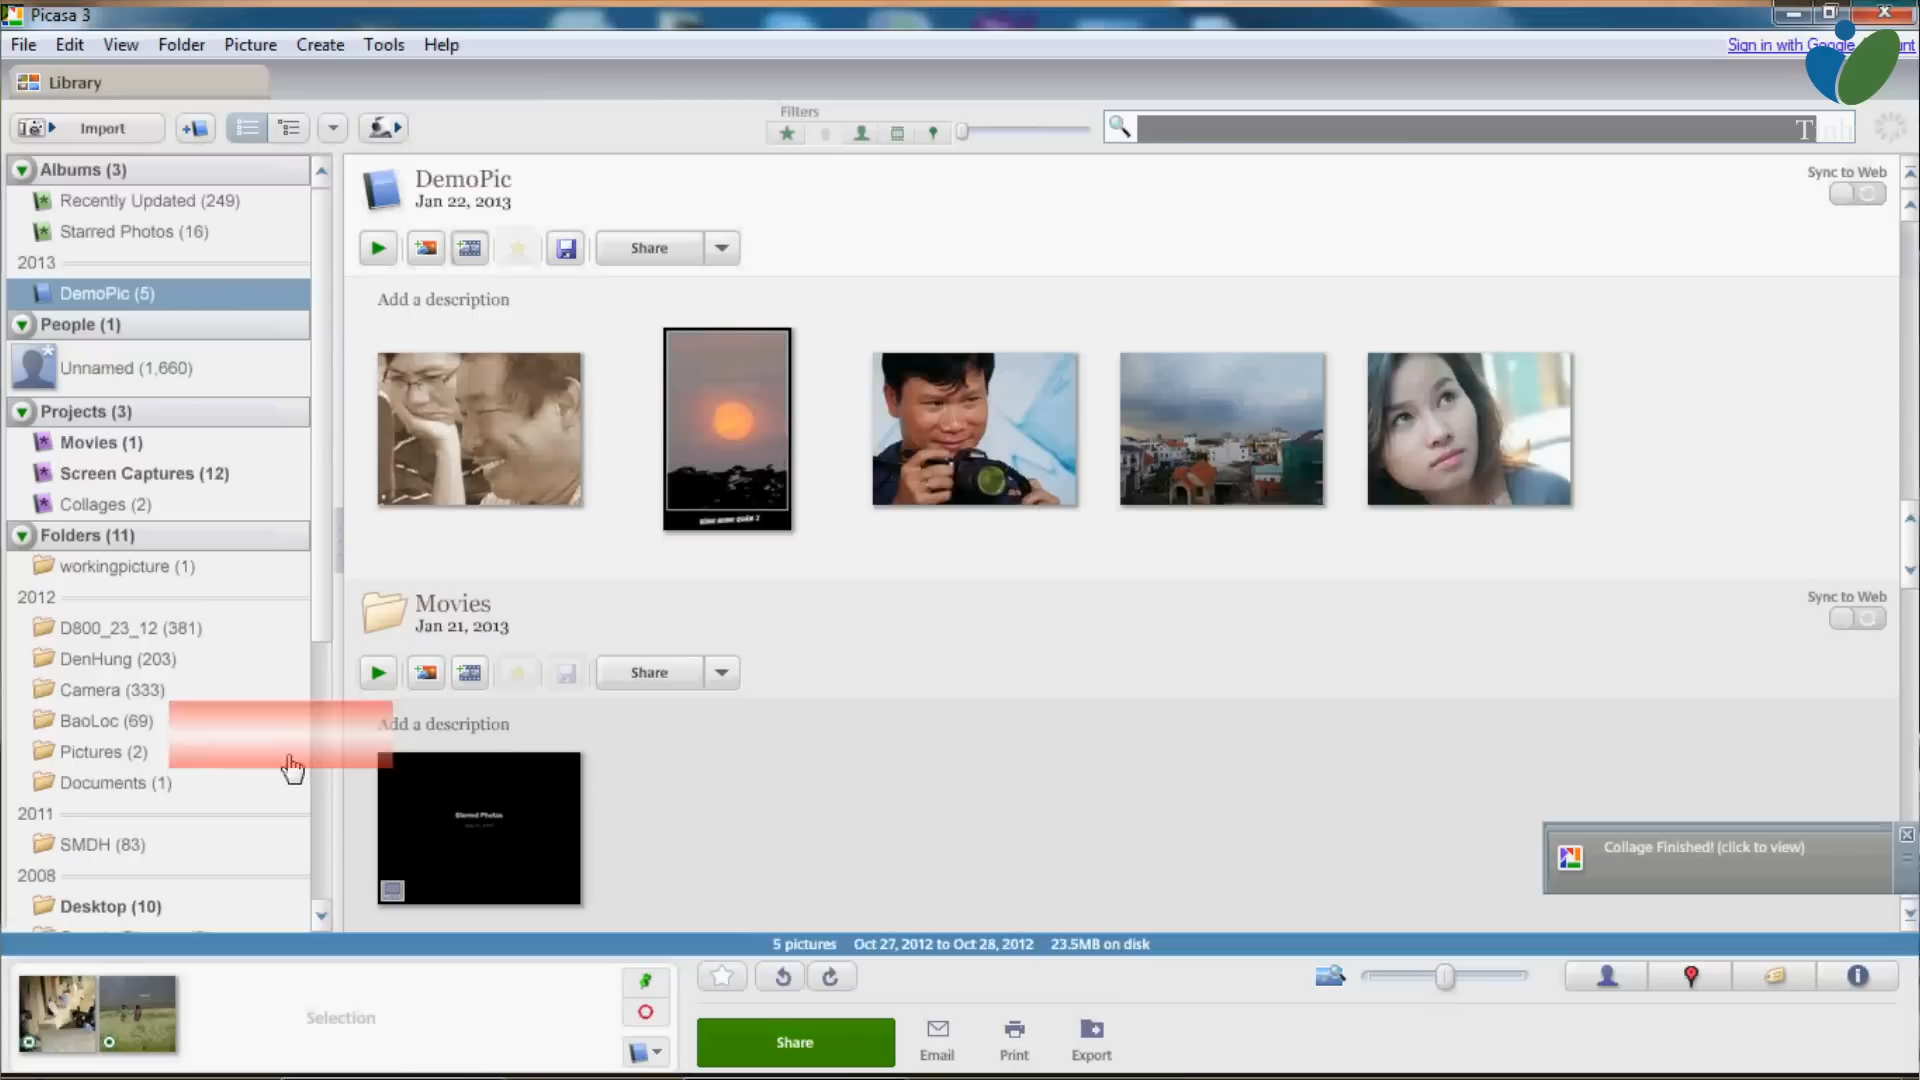 Picasa 3
File Edit View Folder Picture Create Tools Help
Sign in with Google
Library
Import
Filters
Albums (3)
Recently Updated (249)
Starred Photos (16)
2013
DemoPic (5)
People (1)
Unnamed (1,660)
Projects (3)
Movies (1)
Screen Captures (12)
Collages (2)
Folders (11)
workingpicture (1)
2012
D800_23_12 (381)
DenHung (203)
Camera (333)
BaoLoc (69)
Pictures (2)
Documents (1)
2011
SMDH (83)
2008
Desktop (10)
DemoPic
Jan 22, 2013
Sync to Web
Share
Add a description
Movies
Jan 21, 2013
Sync to Web
Share
Add a description
Starred Photos
Collage Finished! (click to view)
5 pictures Oct 27, 2012 to Oct 28, 2012 23.5MB on disk
Selection
Share
Email
Print
Export